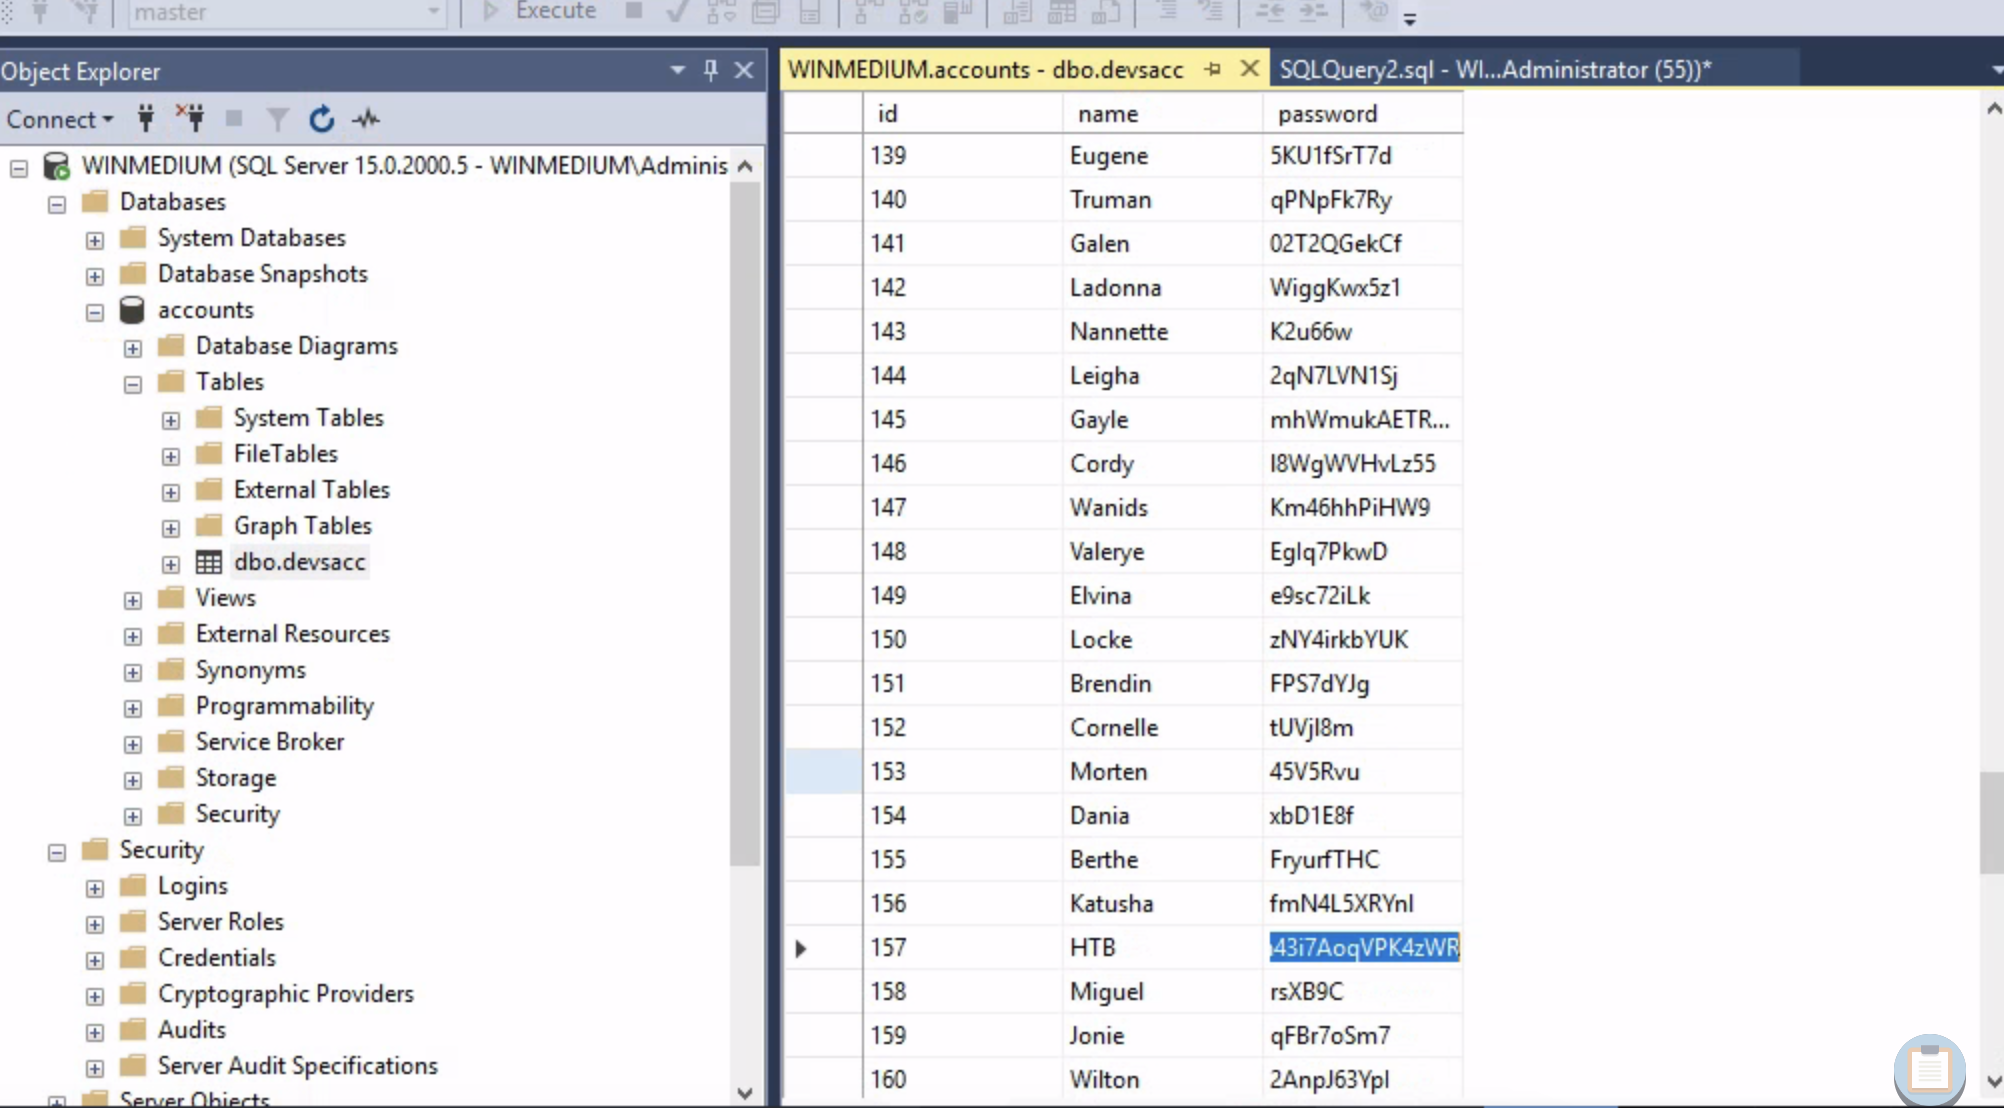 master Execute
Object Explorer
Connect
WINMEDIUM (SQL Server 15.0.2000.5 - WINMEDIUM\Adminis
Databases
System Databases
Database Snapshots
accounts
Database Diagrams
Tables
System Tables
FileTables
External Tables
Graph Tables
dbo.devsacc
Views
External Resources
Synonyms
Programmability
Service Broker
Storage
Security
Security
Logins
Server Roles
Credentials
Cryptographic Providers
Audits
Server Audit Specifications
Server Objects
WINMEDIUM.accounts - dbo.devsacc SQLQuery2.sql - WI...Administrator (55))*
id name password
139 Eugene 5KU1fSrT7d
140 Truman qPNpFk7Ry
141 Galen 02T2QGekCf
142 Ladonna WiggKwx5z1
143 Nannette K2u66w
144 Leigha 2qN7LVN1Sj
145 Gayle mhWmukAETR...
146 Cordy l8WgWVHvLz55
147 Wanids Km46hhPiHW9
148 Valerye Eglq7PkwD
149 Elvina e9sc72iLk
150 Locke zNY4irkbYUK
151 Brendin FPS7dYJg
152 Cornelle tUVjl8m
153 Morten 45V5Rvu
154 Dania xbD1E8f
155 Berthe FryurfTHC
156 Katusha fmN4L5XRYnl
157 HTB 43i7AoqVPK4zWR
158 Miguel rsXB9C
159 Jonie qFBr7oSm7
160 Wilton 2AnpJ63Ypl